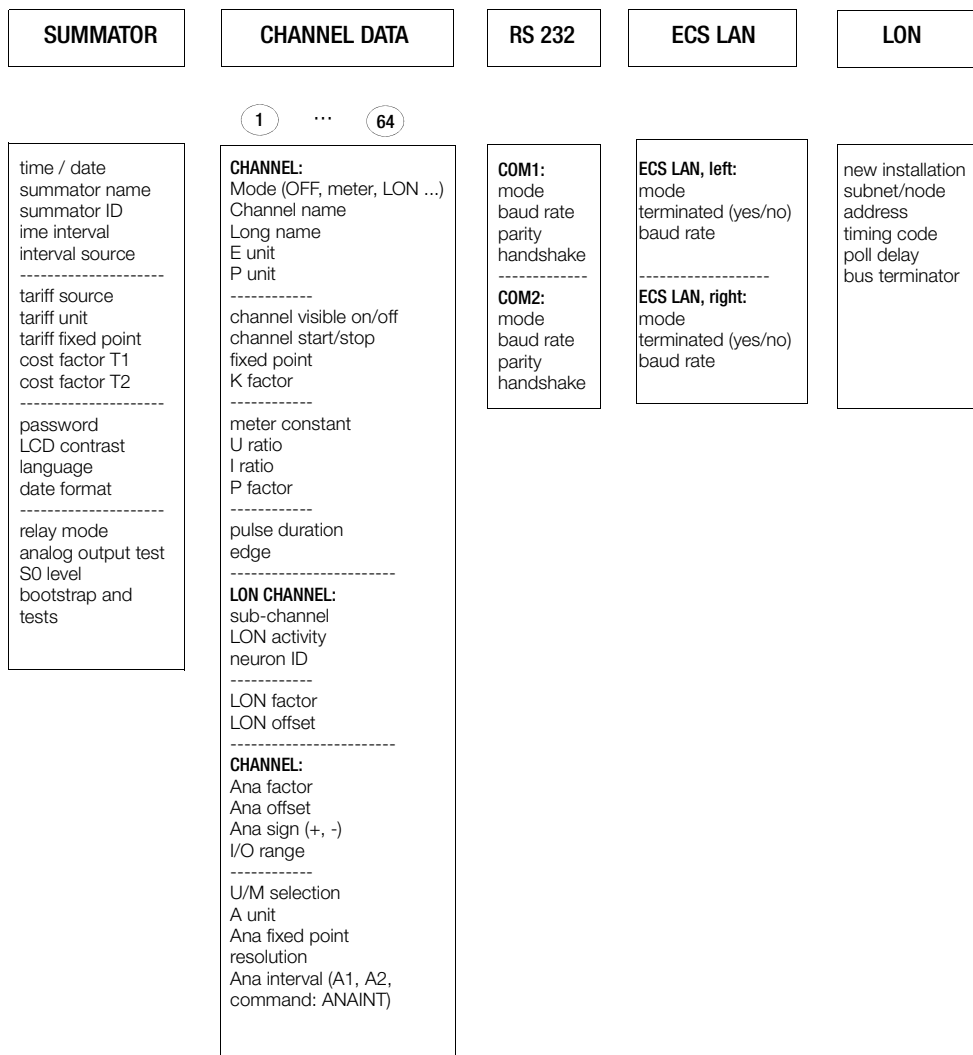 SUMMATOR
CHANNEL DATA
RS 232
ECS LAN
LON
1 ... 64
time / date
summator name
summator ID
ime interval
interval source
---------------------
tariff source
tariff unit
tariff fixed point
cost factor T1
cost factor T2
---------------------
password
LCD contrast
language
date format
---------------------
relay mode
analog output test
S0 level
bootstrap and
tests
CHANNEL:
Mode (OFF, meter, LON ...)
Channel name
Long name
E unit
P unit
------------
channel visible on/off
channel start/stop
fixed point
K factor
------------
meter constant
U ratio
I ratio
P factor
------------
pulse duration
edge
------------------------
LON CHANNEL:
sub-channel
LON activity
neuron ID
------------
LON factor
LON offset
------------------------
CHANNEL:
Ana factor
Ana offset
Ana sign (+, -)
I/O range
------------
U/M selection
A unit
Ana fixed point
resolution
Ana interval (A1, A2,
command: ANAINT)
COM1:
mode
baud rate
parity
handshake
-------------
COM2:
mode
baud rate
parity
handshake
ECS LAN, left:
mode
terminated (yes/no)
baud rate
-------------------
ECS LAN, right:
mode
terminated (yes/no)
baud rate
new installation
subnet/node
address
timing code
poll delay
bus terminator